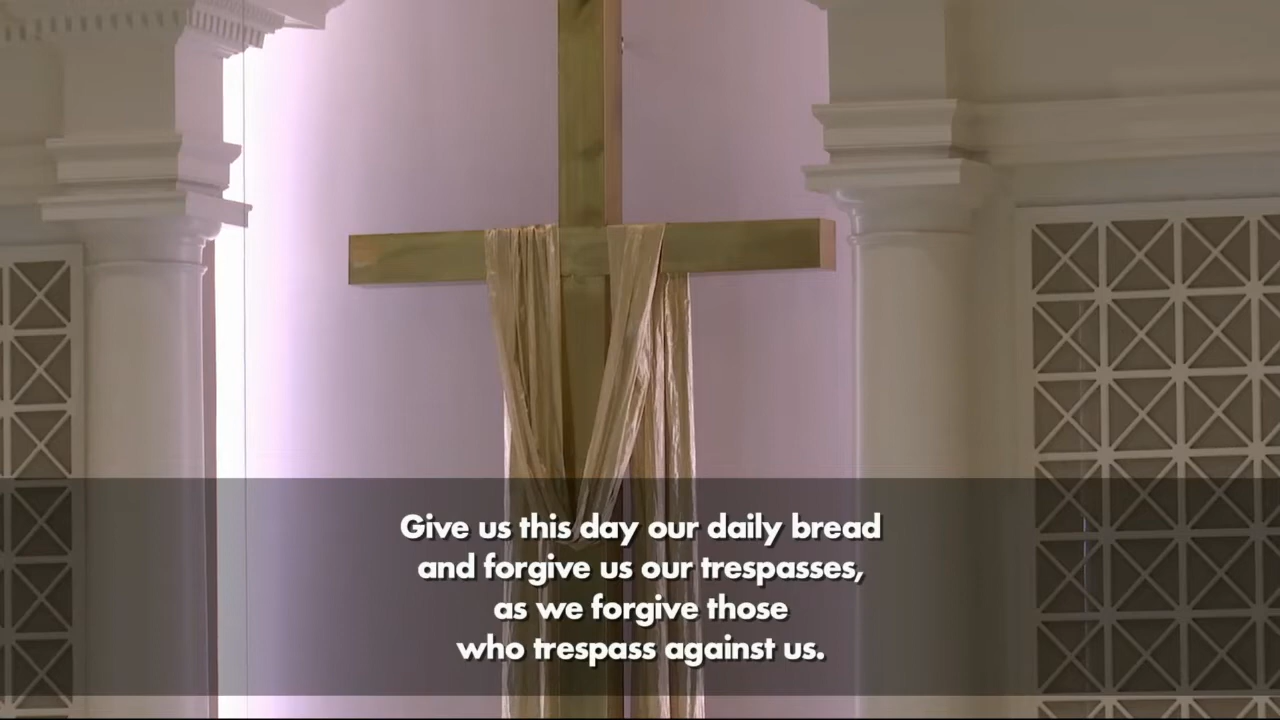 Give us this day our daily bread
and forgive us our trespasses,
as we forgive those
who trespass against us.